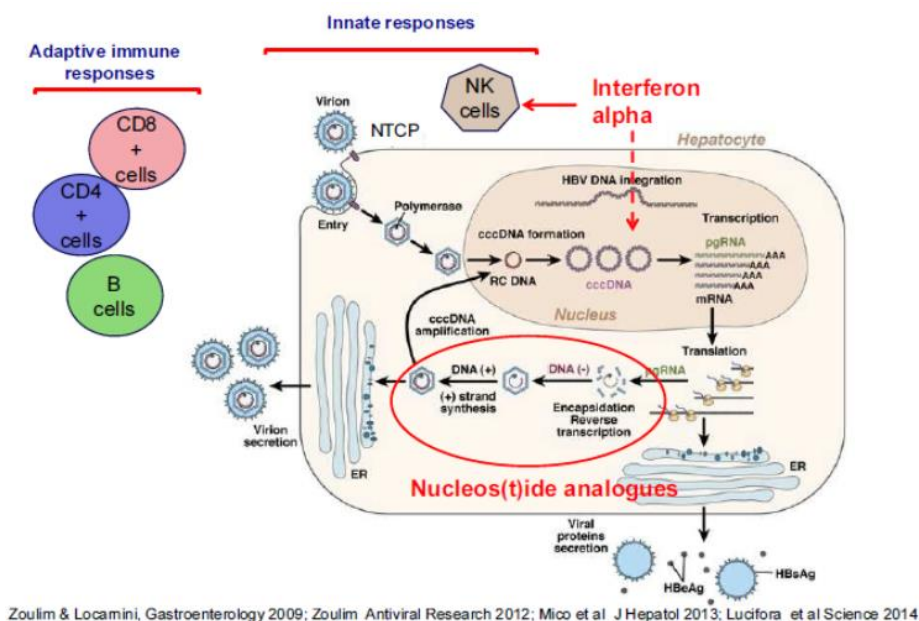 Innate responses
Adaptive immune
responses
CD8
+
cells
CD4
+
cells
B
cells
NK
cells
Interferon
alpha
Virion
NTCP
Hepatocyte
HBV DNA integration
Polymerase
Entry
Transcription
pgRNA
cccDNA formation
AAA
AAA
AAA
AAA
RC DNA
cccDNA
mRNA
Nucleus
cccDNA
amplification
Translation
DNA (+)
DNA (-)
pgRNA
(+) strand
synthesis
Encapsidation
Reverse
transcription
Virion
secretion
ER
ER
Nucleos(t)ide analogues
Viral
proteins
secretion
HBeAg
HBsAg
Zoulim & Locarnini, Gastroenterology 2009; Zoulim Antiviral Research 2012; Mico et al J Hepatol 2013; Lucifora et al Science 2014